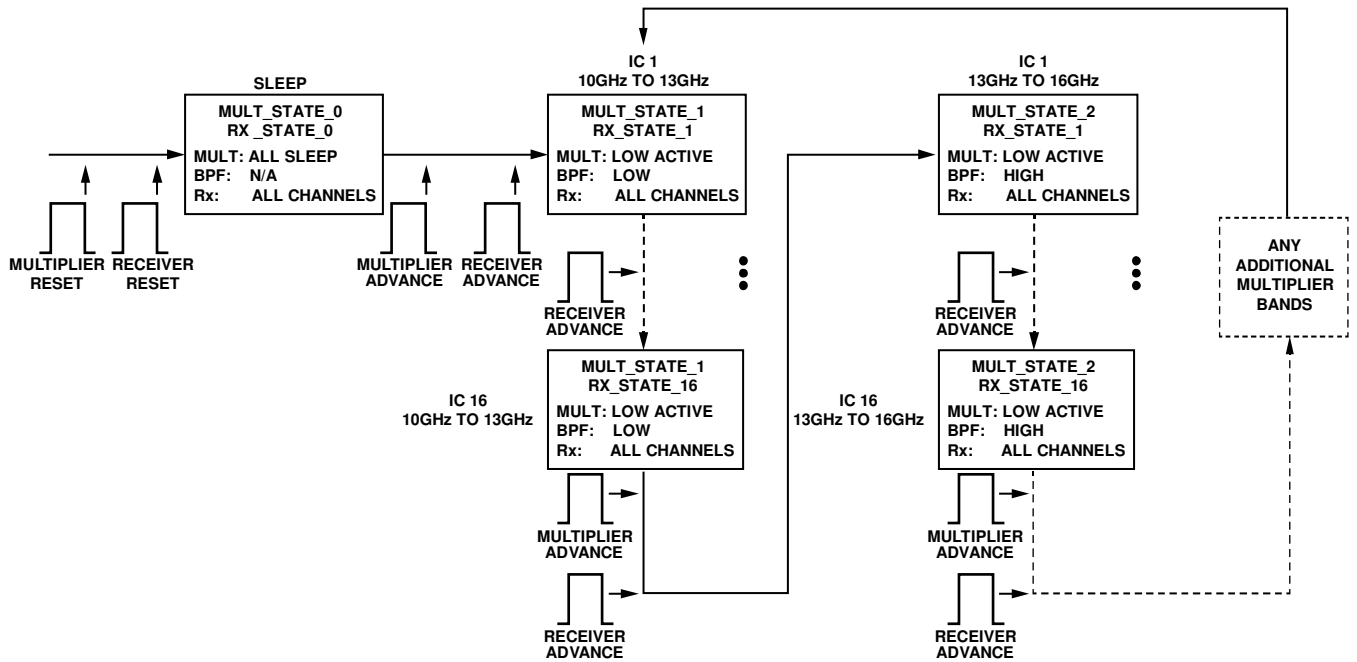 SLEEP
MULT_STATE_0
RX _STATE_0
MULT: ALL SLEEP
BPF: N/A
Rx: ALL CHANNELS
MULTIPLIER
RESET
RECEIVER
RESET
MULTIPLIER
ADVANCE
RECEIVER
ADVANCE
IC 1
10GHz TO 13GHz
MULT_STATE_1
RX_STATE_1
MULT: LOW ACTIVE
BPF: LOW
Rx: ALL CHANNELS
RECEIVER
ADVANCE
IC 16
10GHz TO 13GHz
MULT_STATE_1
RX_STATE_16
MULT: LOW ACTIVE
BPF: LOW
Rx: ALL CHANNELS
MULTIPLIER
ADVANCE
RECEIVER
ADVANCE
IC 1
13GHz TO 16GHz
MULT_STATE_2
RX_STATE_1
MULT: LOW ACTIVE
BPF: HIGH
Rx: ALL CHANNELS
RECEIVER
ADVANCE
IC 16
13GHz TO 16GHz
MULT_STATE_2
RX_STATE_16
MULT: LOW ACTIVE
BPF: HIGH
Rx: ALL CHANNELS
MULTIPLIER
ADVANCE
RECEIVER
ADVANCE
ANY
ADDITIONAL
MULTIPLIER
BANDS